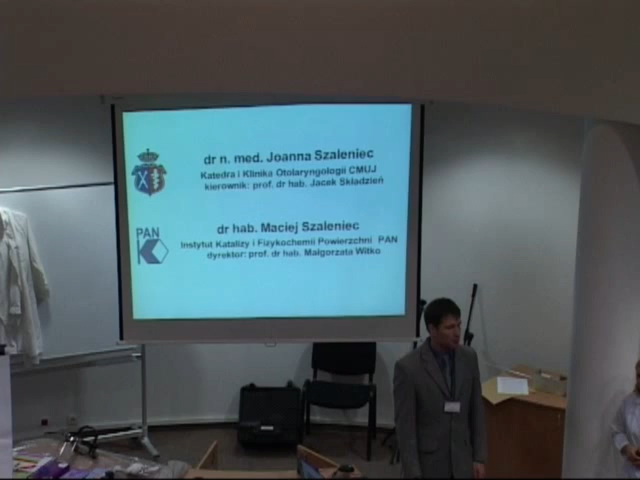 dr n. med. Joanna Szaleniec
Katedra i Klinika Otolaryngologii CMUJ
kierownik: prof. dr hab. Jacek Składzień
PAN
dr hab. Maciej Szaleniec
Instytut Katalizy i Fizykochemii Powierzchni PAN
dyrektor: prof. dr hab. Małgorzata Witko